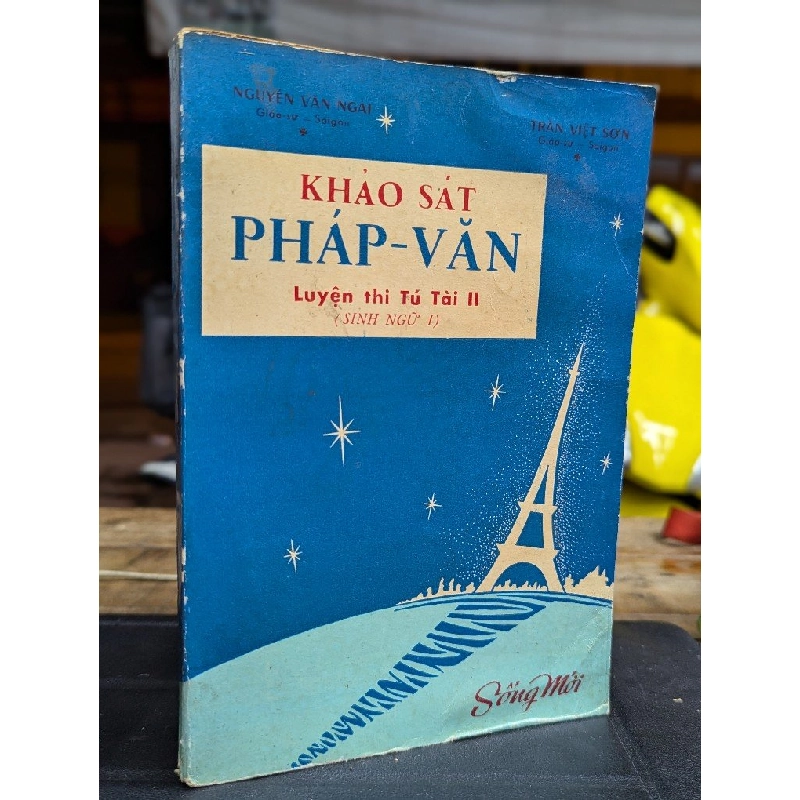 NGUYỄN VĂN NGẢI
Giáo-sư - Saigon
TRẦN VIỆT SƠN
Giáo-sư - Saigon
KHẢO SÁT
PHÁP-VĂN
Luyện thi Tú Tài II
(SINH NGỮ I)
Sống Mới